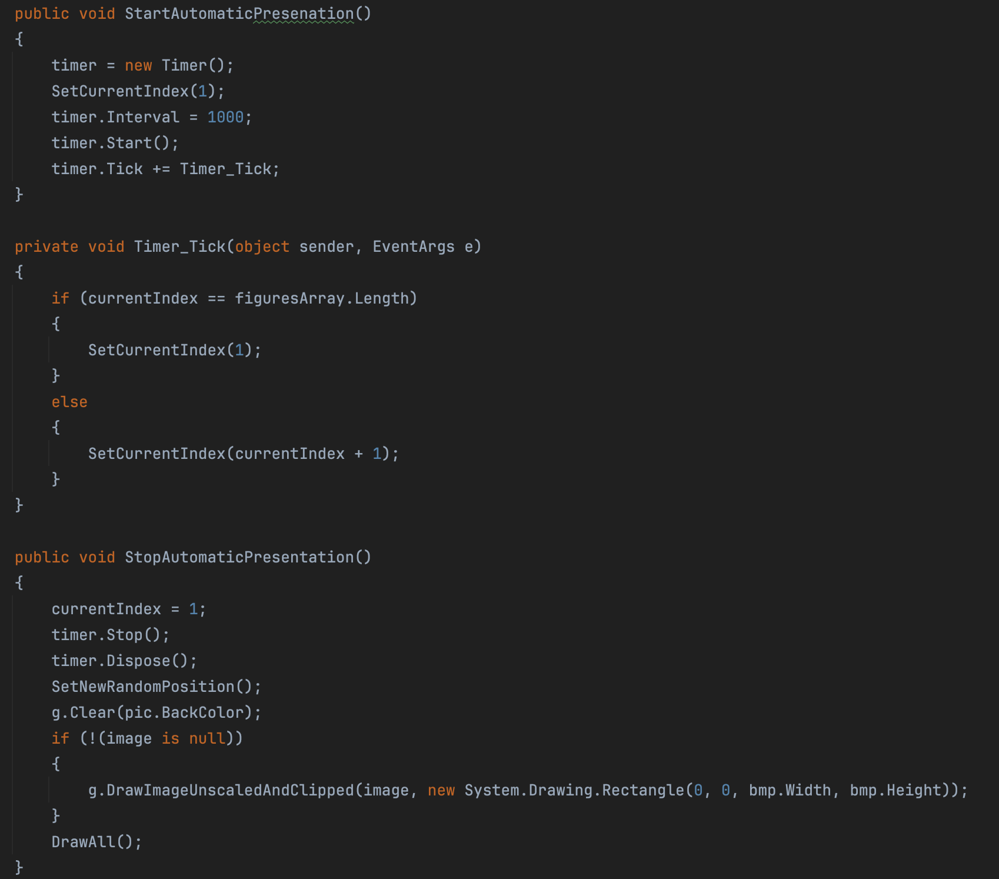 public void StartAutomaticPresenation()
{
    timer = new Timer();
    SetCurrentIndex(1);
    timer.Interval = 1000;
    timer.Start();
    timer.Tick += Timer_Tick;
}

private void Timer_Tick(object sender, EventArgs e)
{
    if (currentIndex == figuresArray.Length)
    {
        SetCurrentIndex(1);
    }
    else
    {
        SetCurrentIndex(currentIndex + 1);
    }
}

public void StopAutomaticPresentation()
{
    currentIndex = 1;
    timer.Stop();
    timer.Dispose();
    SetNewRandomPosition();
    g.Clear(pic.BackColor);
    if (!(image is null))
    {
        g.DrawImageUnscaledAndClipped(image, new System.Drawing.Rectangle(0, 0, bmp.Width, bmp.Height));
    }
    DrawAll();
}